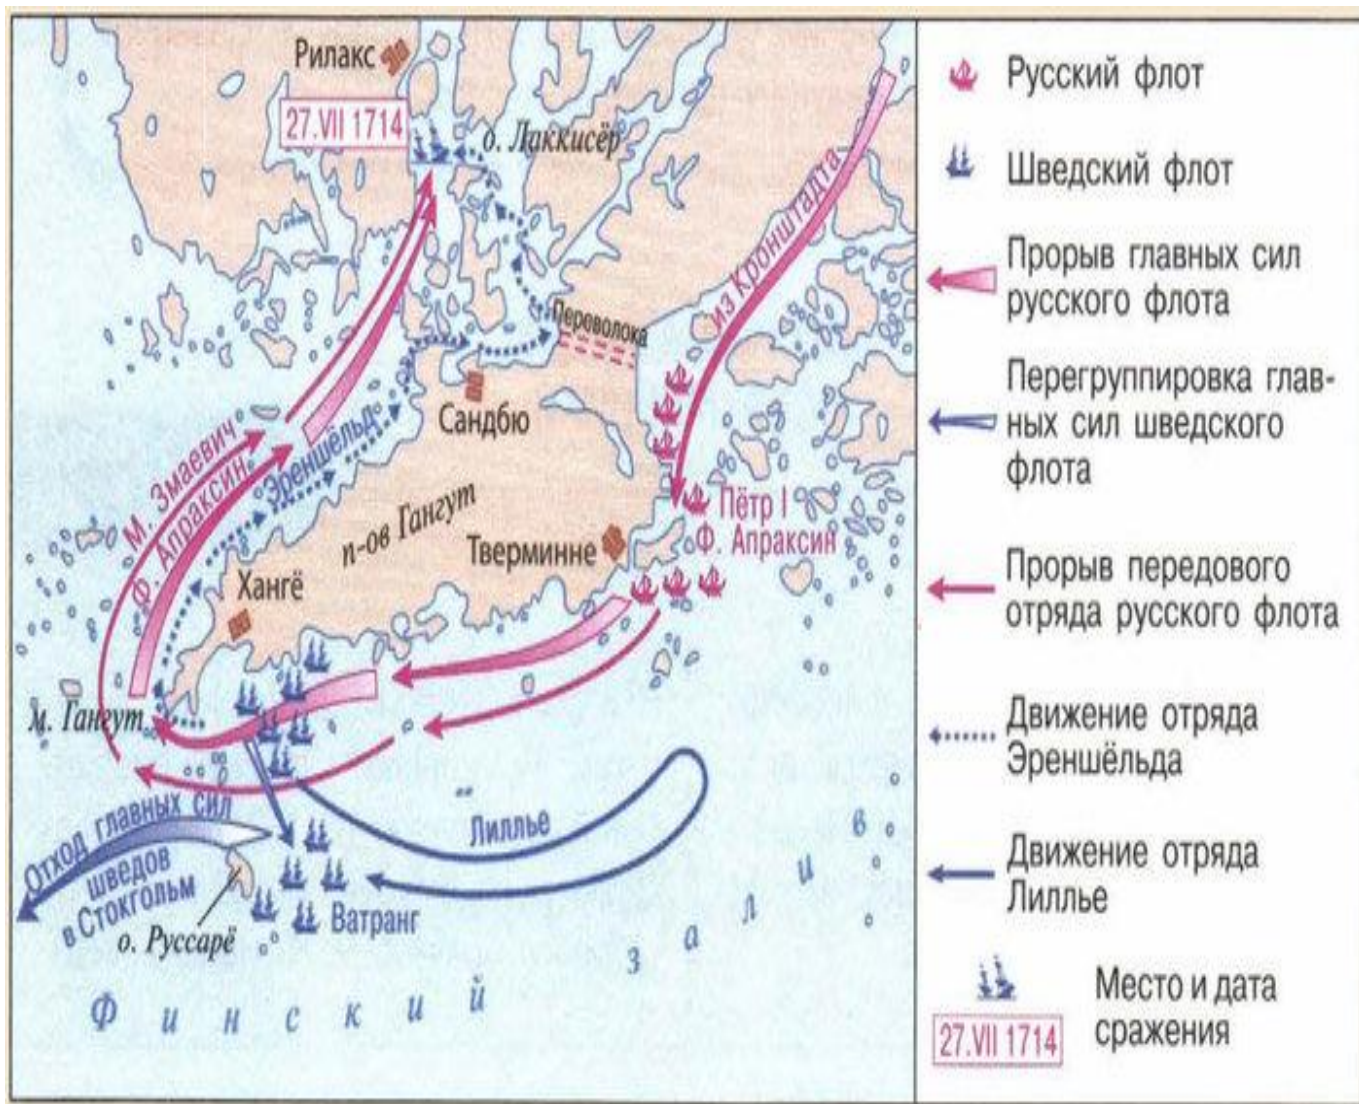 Рилакс
27.VII 1714
о. Лаккисёр
из Кронштадта
Переволока
Сандбю
М. Змаевич
Ф. Апраксин
Эреншёльд
п-ов Гангут
Пётр I
Ф. Апраксин
Тверминне
Хангё
м. Гангут
Лиллье
Отход главных сил
шведов
в Стокгольм
Ватранг
о. Руссарё
Финский залив
Русский флот
Шведский флот
Прорыв главных сил
русского флота
Перегруппировка глав-
ных сил шведского
флота
Прорыв передового
отряда русского флота
Движение отряда
Эреншёльда
Движение отряда
Лиллье
Место и дата
сражения
27.VII 1714